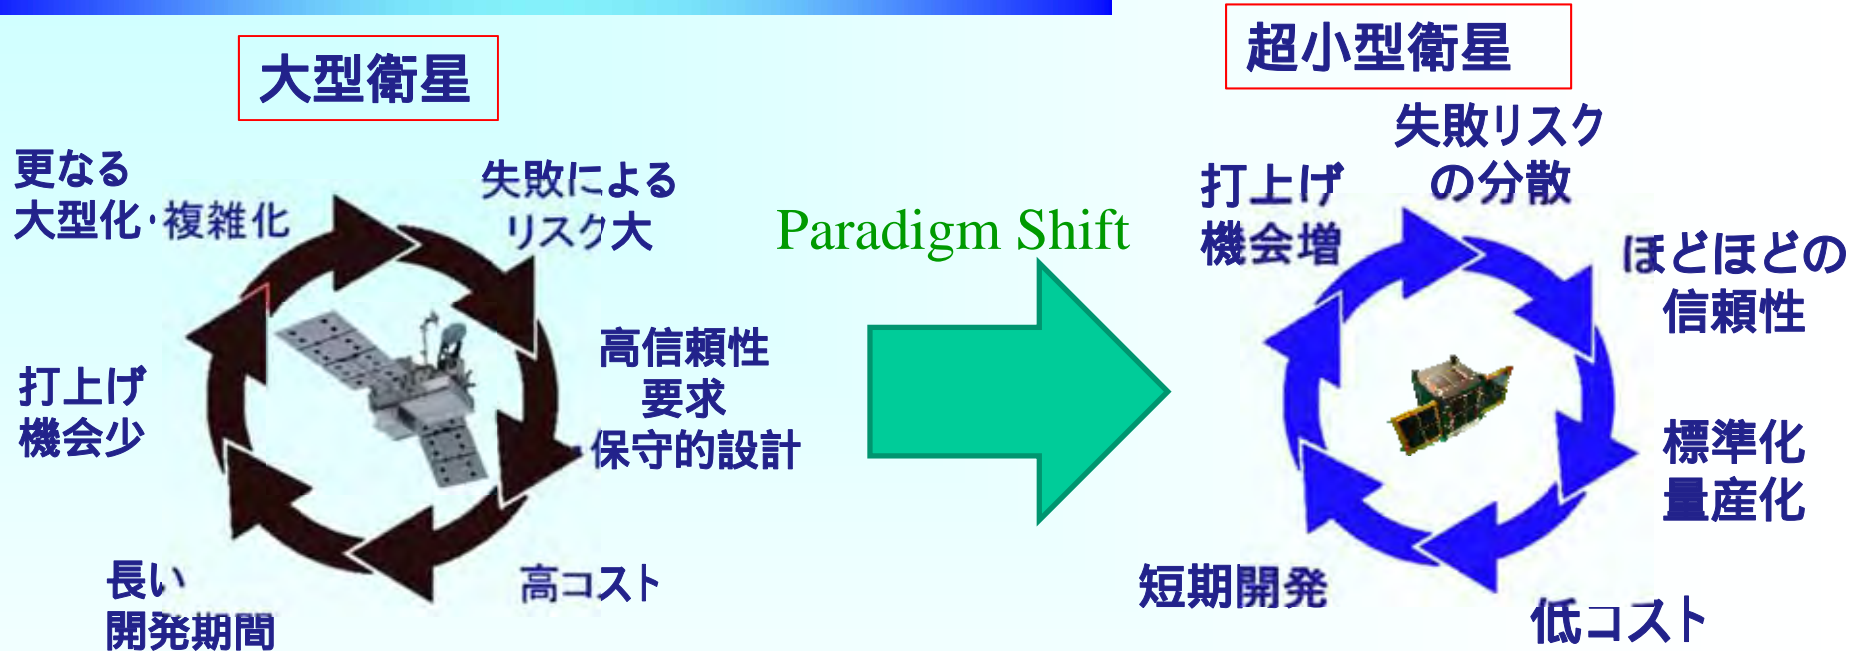 大型衛星
更なる
大型化・複雑化
失敗による
リスク大
高信頼性
要求
・保守的設計
高コスト
長い
開発期間
打上げ
機会少
Paradigm Shift
超小型衛星
失敗リスク
の分散
ほどほどの
信頼性
標準化
量産化
低コスト
短期開発
打上げ
機会増